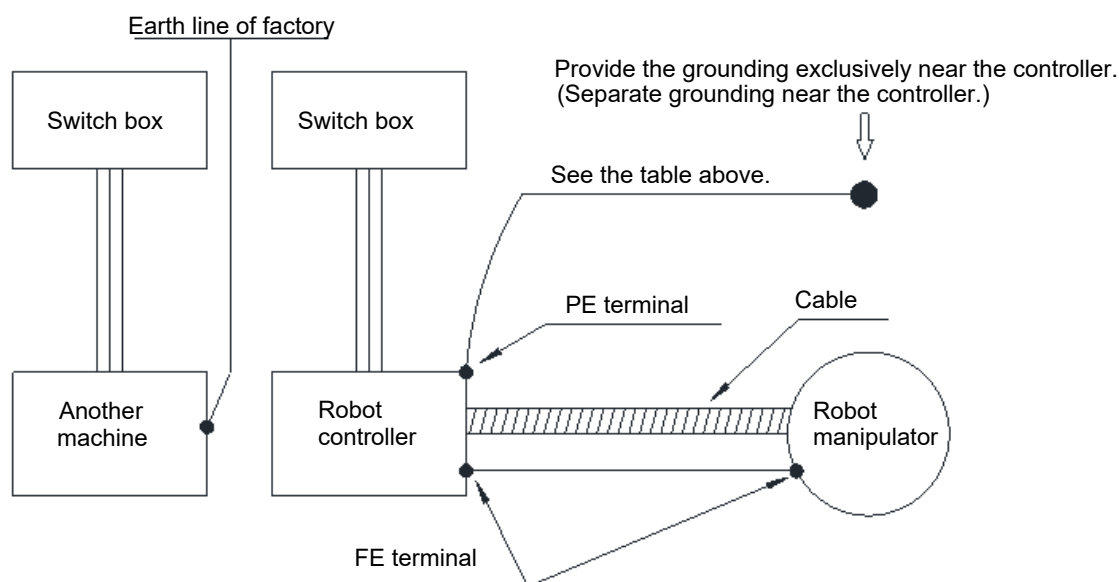 Earth line of factory
Provide the grounding exclusively near the controller.
(Separate grounding near the controller.)
Switch box
Switch box
See the table above.
PE terminal
Cable
Another
machine
Robot
controller
Robot
manipulator
FE terminal